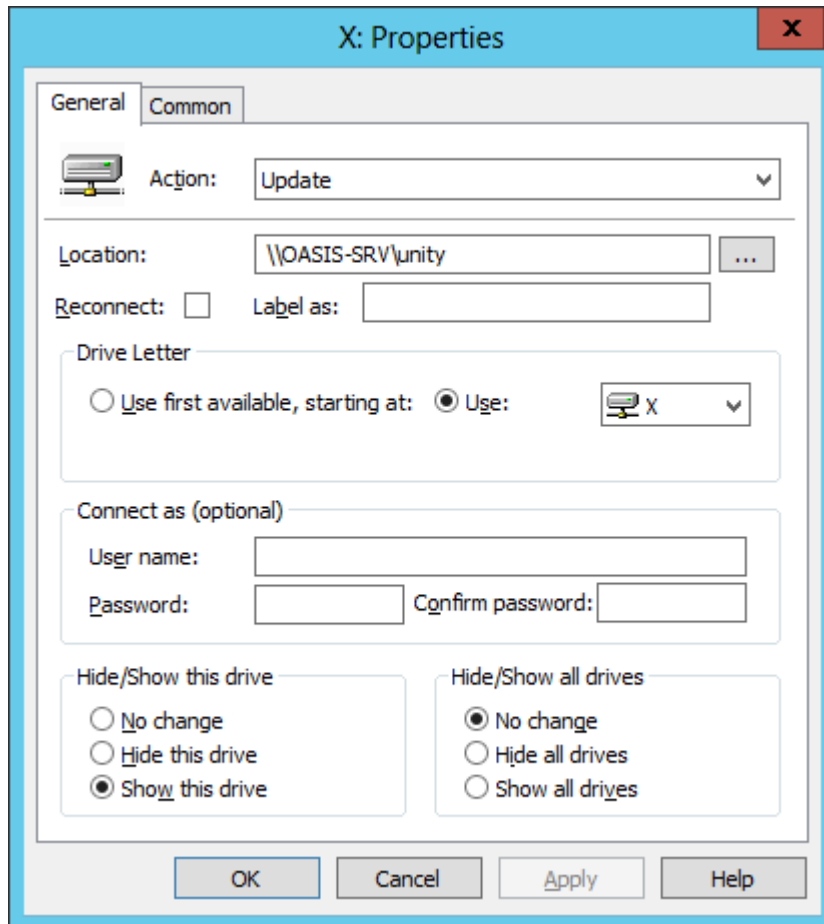 X: Properties
x
General Common
Action: Update
Location: \\OASIS-SRV\unity ...
Reconnect: Label as:
Drive Letter
Use first available, starting at: Use: X
Connect as (optional)
User name:
Password: Confirm password:
Hide/Show this drive Hide/Show all drives
No change No change
Hide this drive Hide all drives
Show this drive Show all drives
OK Cancel Apply Help